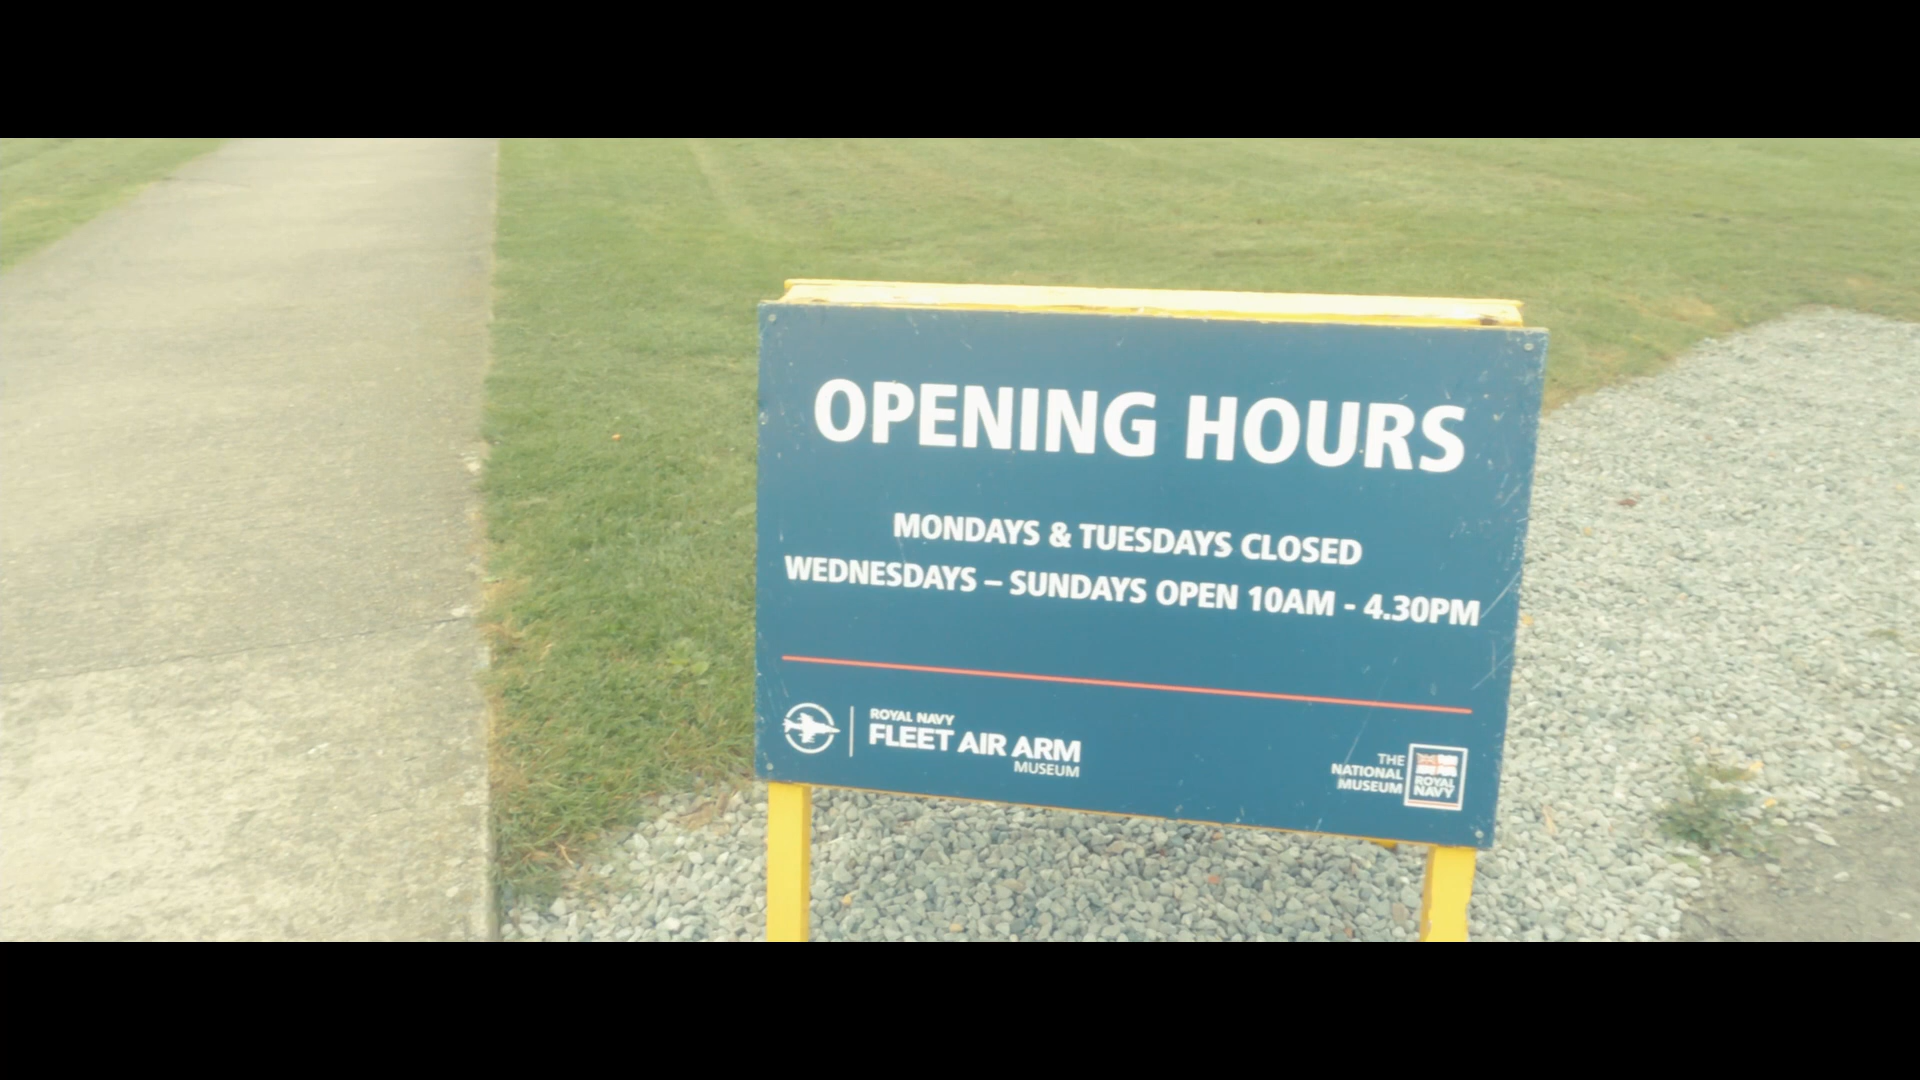 OPENING HOURS
MONDAYS & TUESDAYS CLOSED
WEDNESDAYS – SUNDAYS OPEN 10AM - 4.30PM
ROYAL NAVY
FLEET AIR ARM
MUSEUM
THE
NATIONAL
MUSEUM
ROYAL
NAVY